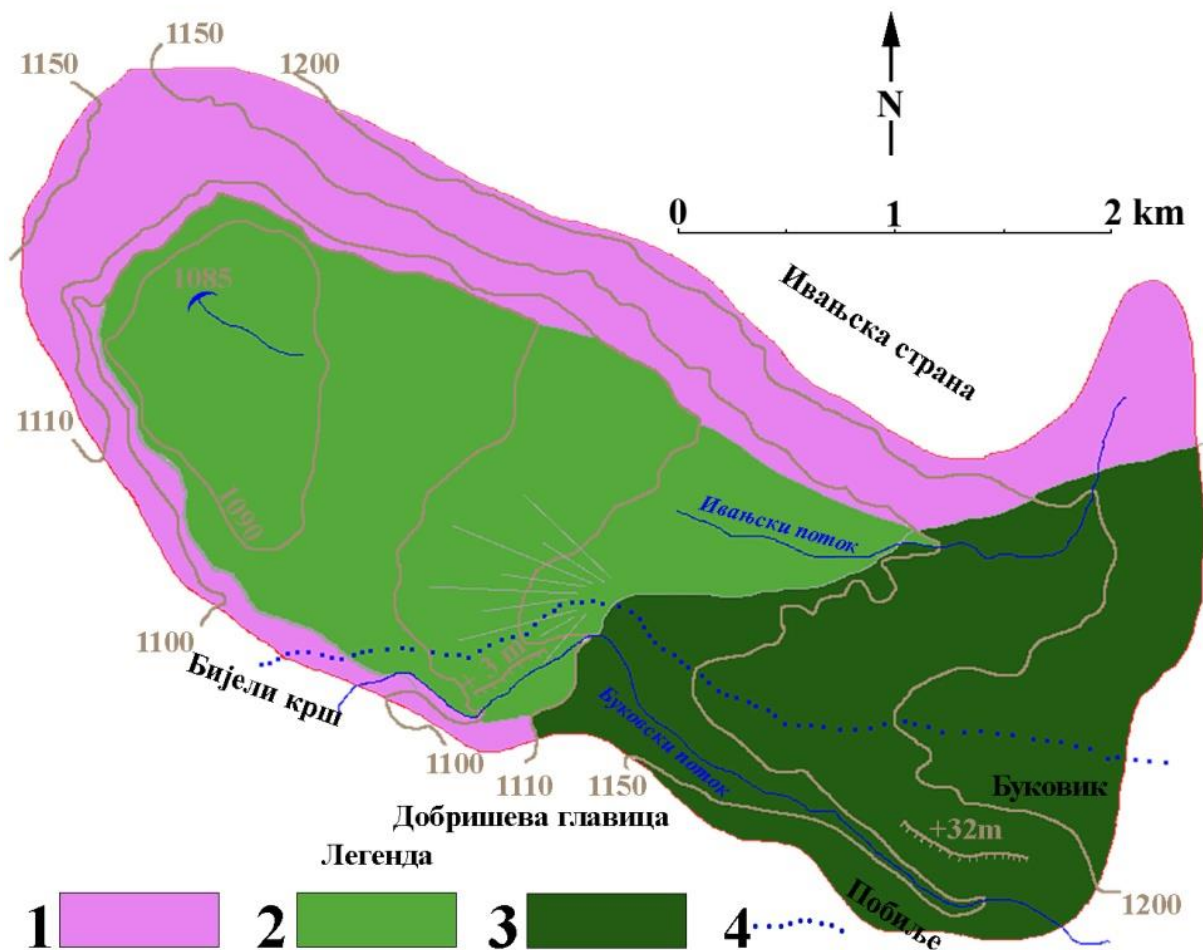 1150
1150
1200
N
0 1 2 km
Ивањска страна
1085
1110
1090
Ивањски поток
1100
Бијели крш
+ 3 m
Буковски поток
1100
1110
1150
Буковик
Добришева главица
+32m
Легенда
Побиље
1200
1 2 3 4